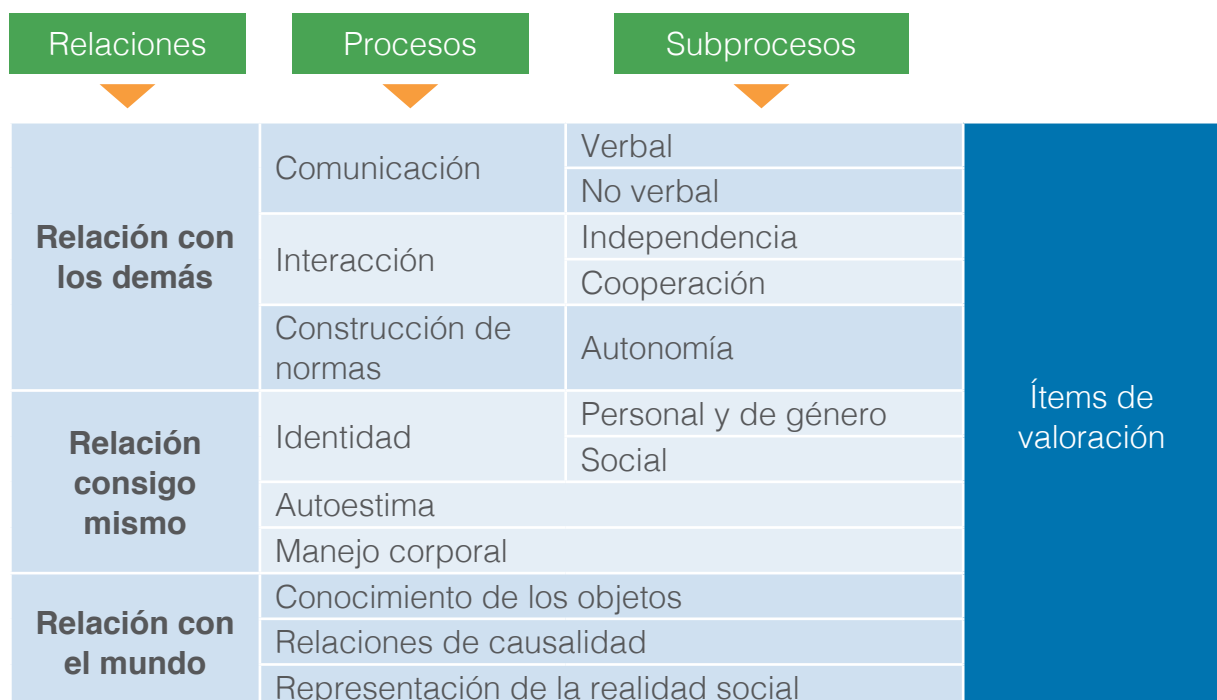 Relaciones
Procesos
Subprocesos
Relación con
los demás
Comunicación
Verbal
No verbal
Interacción
Independencia
Cooperación
Construcción de
normas
Autonomía
Relación
consigo
mismo
Identidad
Personal y de género
Social
Autoestima
Manejo corporal
Relación con
el mundo
Conocimiento de los objetos
Relaciones de causalidad
Representación de la realidad social
Ítems de
valoración